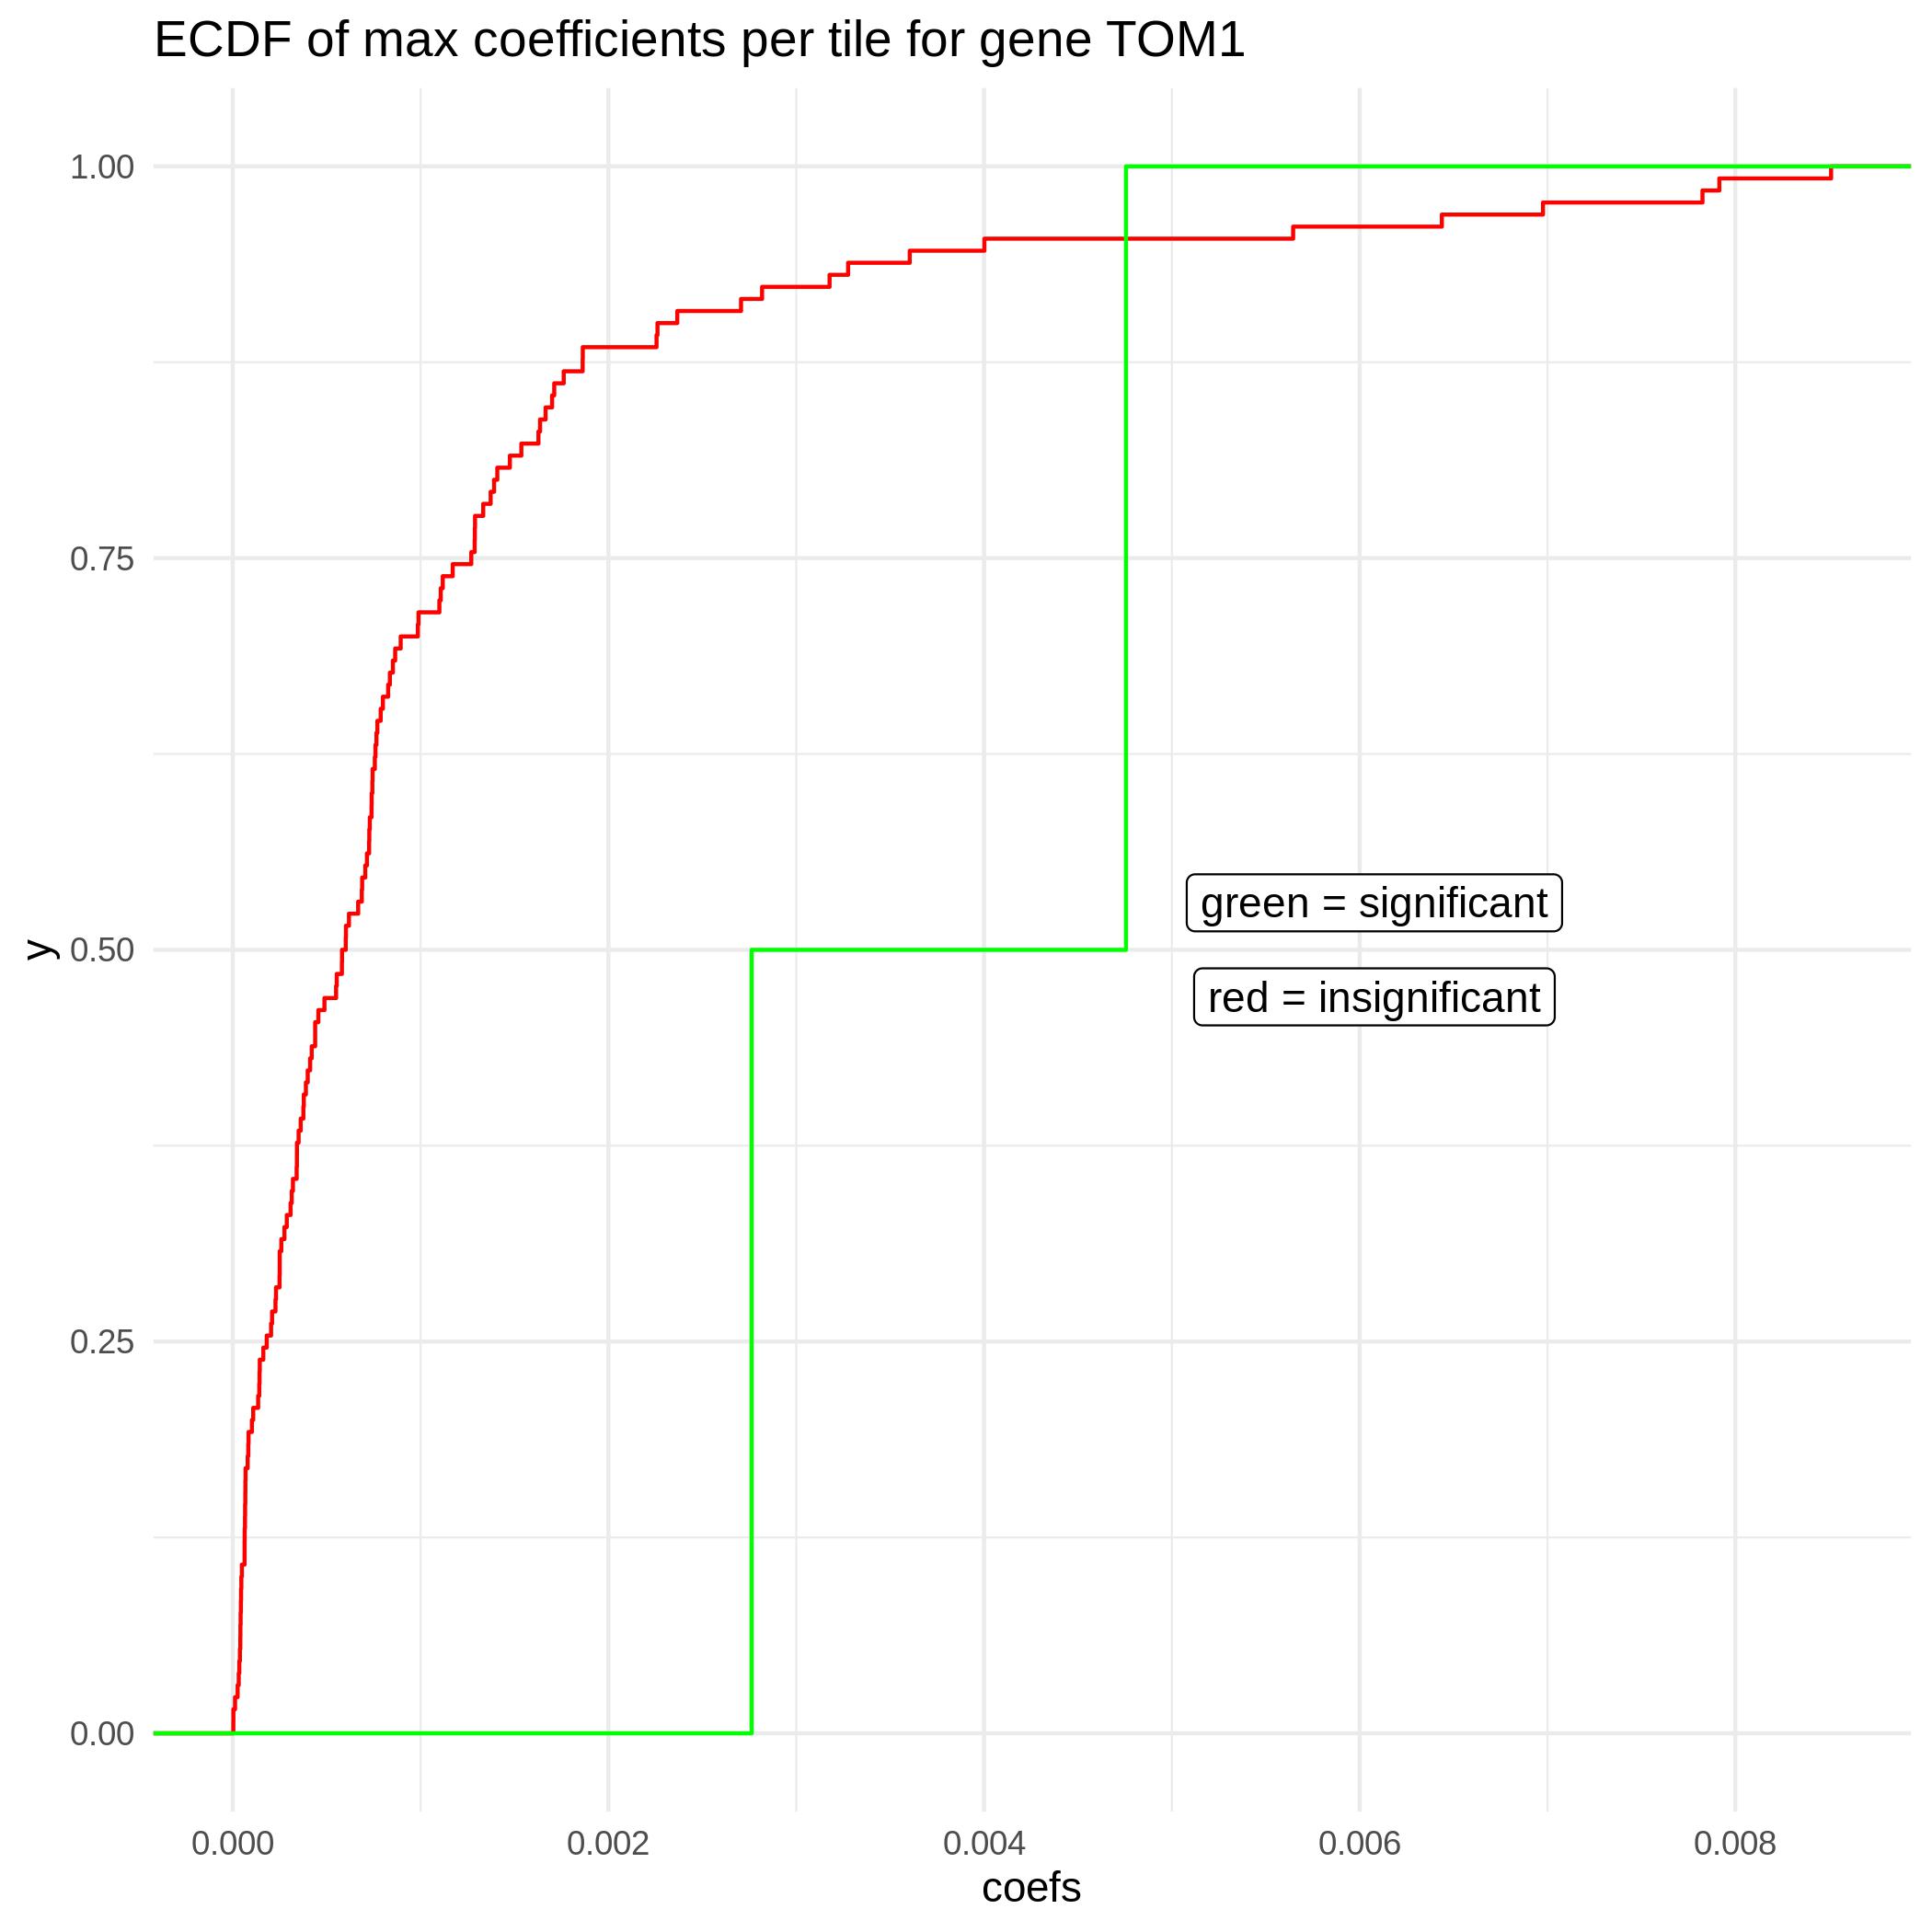 ECDF of max coefficients per tile for gene TOM1
1.00
0.75
0.50
0.25
0.00
y
green = significant
red = insignificant
0.000 0.002 0.004 0.006 0.008
coefs